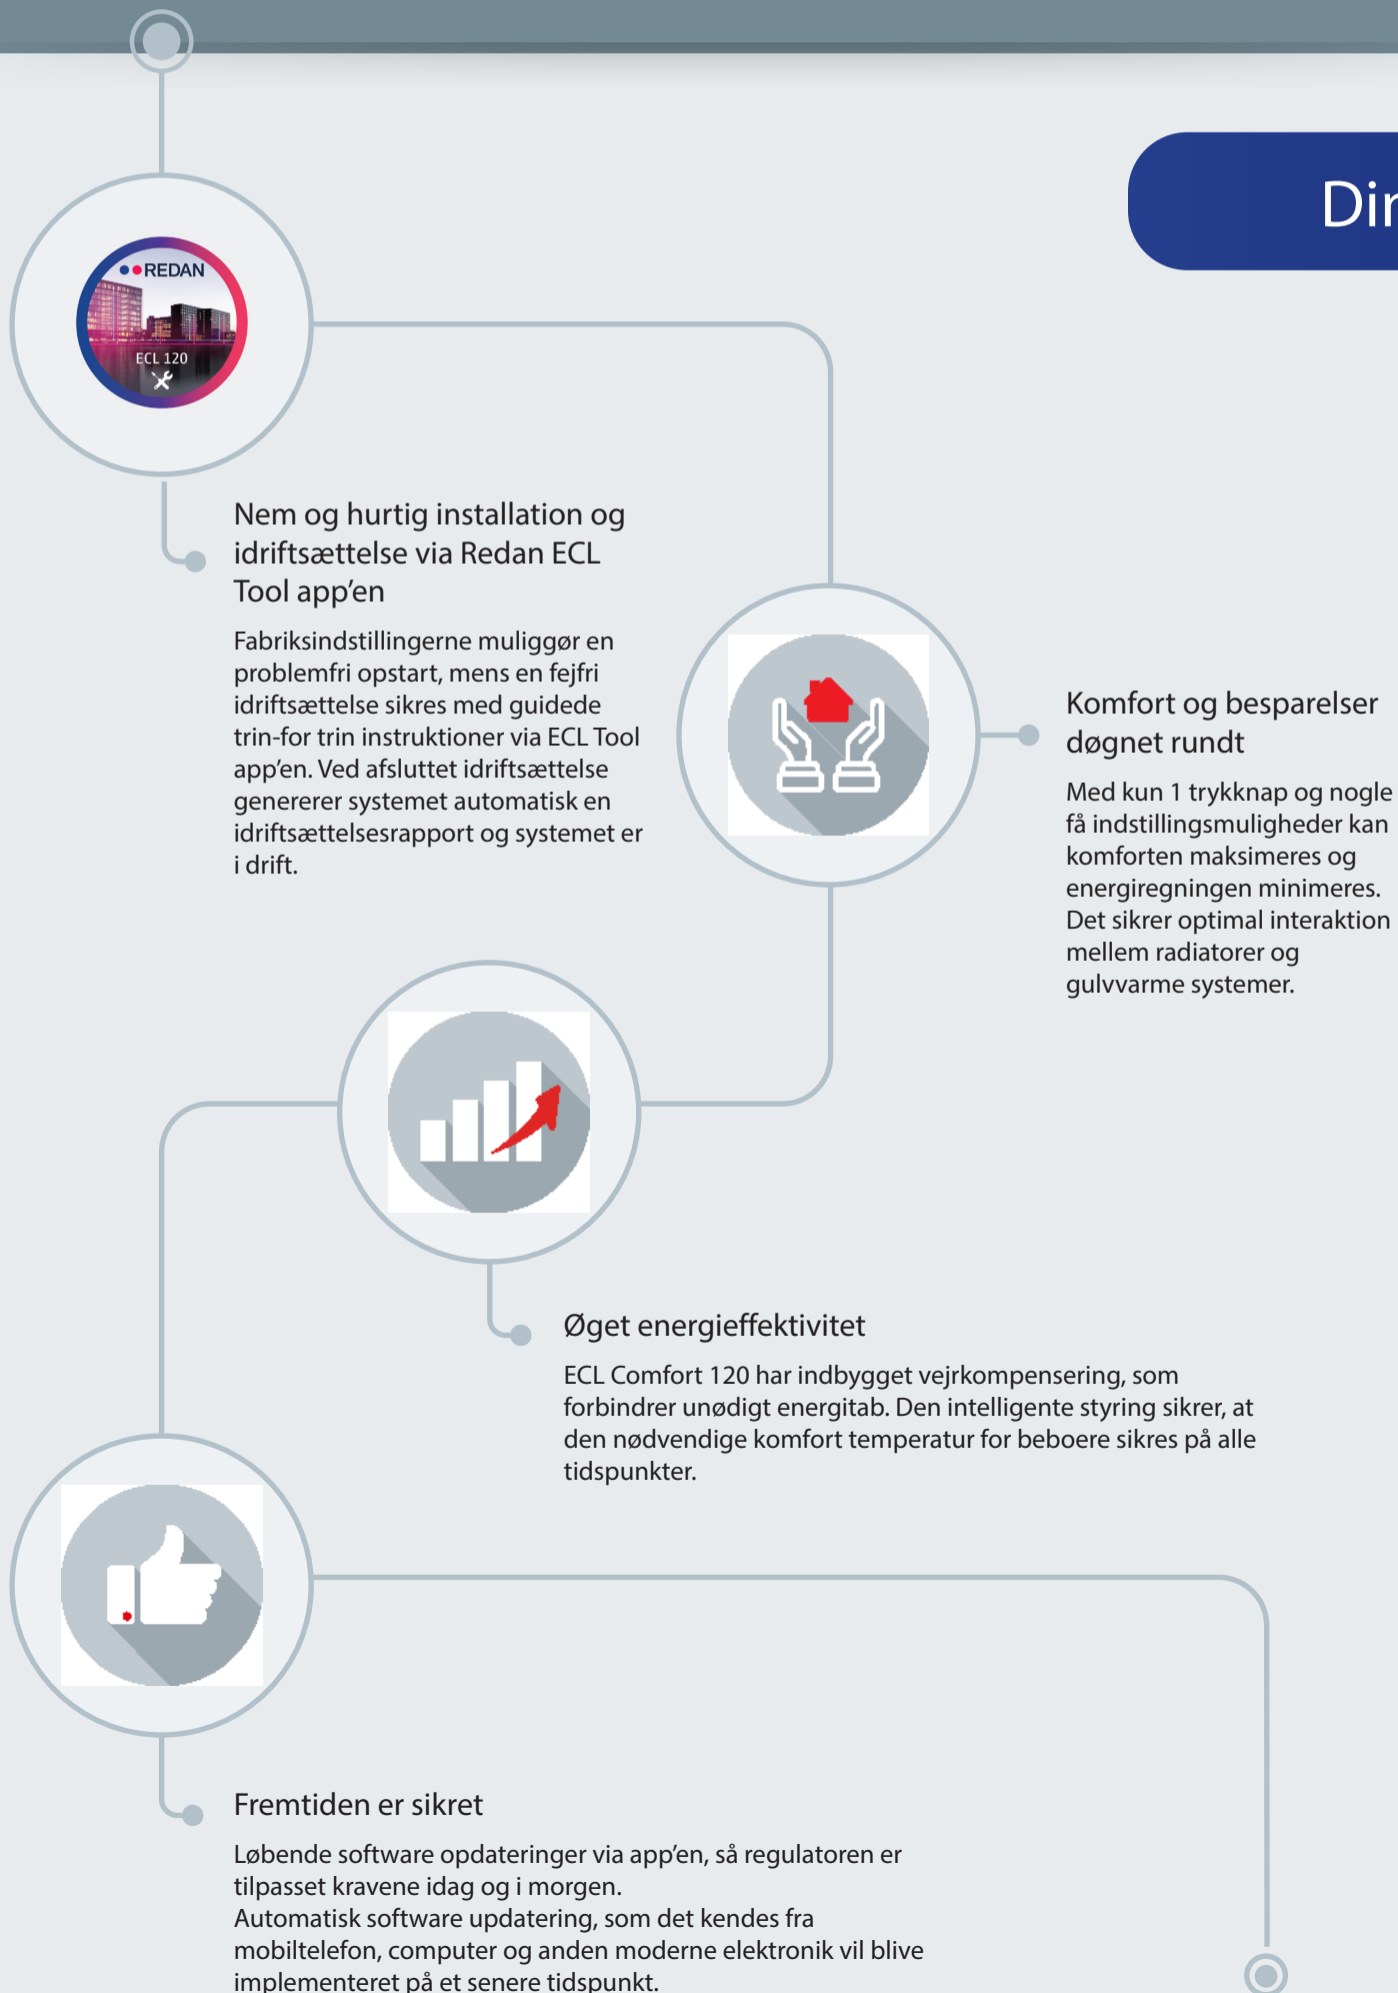 Dir
REDAN
ECL 120
Nem og hurtig installation og
idriftsættelse via Redan ECL
Tool app’en
Fabriksindstillingerne muliggør en
problemfri opstart, mens en fejfri
idriftsættelse sikres med guidede
trin-for trin instruktioner via ECL Tool
app’en. Ved afsluttet idriftsættelse
genererer systemet automatisk en
idriftsættelsesrapport og systemet er
i drift.
Komfort og besparelser
døgnet rundt
Med kun 1 trykknap og nogle
få indstillingsmuligheder kan
komforten maksimeres og
energiregningen minimeres.
Det sikrer optimal interaktion
mellem radiatorer og
gulvvarme systemer.
Øget energieffektivitet
ECL Comfort 120 har indbygget vejrkompensering, som
forbindrer unødigt energitab. Den intelligente styring sikrer, at
den nødvendige komfort temperatur for beboere sikres på alle
tidspunkter.
Fremtiden er sikret
Løbende software opdateringer via app’en, så regulatoren er
tilpasset kravene idag og i morgen.
Automatisk software updatering, som det kendes fra
mobiltelefon, computer og anden moderne elektronik vil blive
implementeret på et senere tidspunkt.